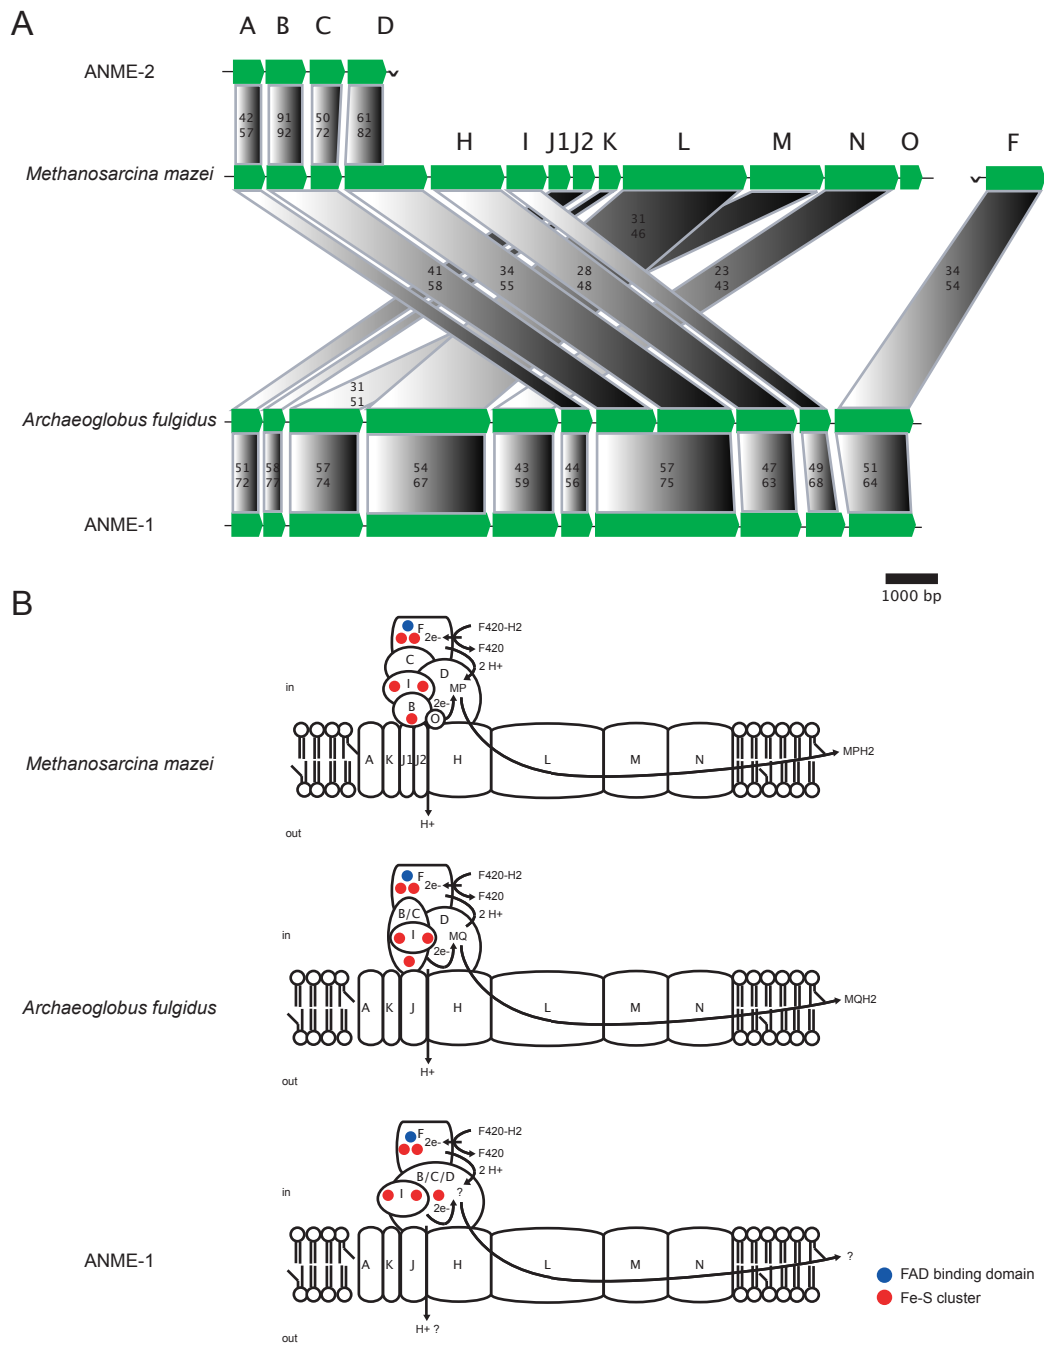 A
A B C D
ANME-2
42 91 50 61
57 92 72 82
H I J1 J2 K L M N O F
Methanosarcina mazei
31
46
41 34 28 23 34
58 55 48 43 54
31
51
Archaeoglobus fulgidus
51 58 57 54 43 44 57 47 49 51
72 77 74 67 59 56 75 63 68 64
ANME-1
1000 bp
B
F F420-H2
2e-
F420
C 2 H+
D
I MP
in
B 2e-
O
Methanosarcina mazei
A K J1 J2 H L M N MPH2
H+
out
F F420-H2
2e-
F420
B/C 2 H+
D
I MQ
in
2e-
Archaeoglobus fulgidus
A K J H L M N MQH2
H+
out
F F420-H2
2e-
F420
2 H+
B/C/D
I ?
in
2e-
ANME-1
A K J H L M N ?
FAD binding domain
Fe-S cluster
H+ ?
out